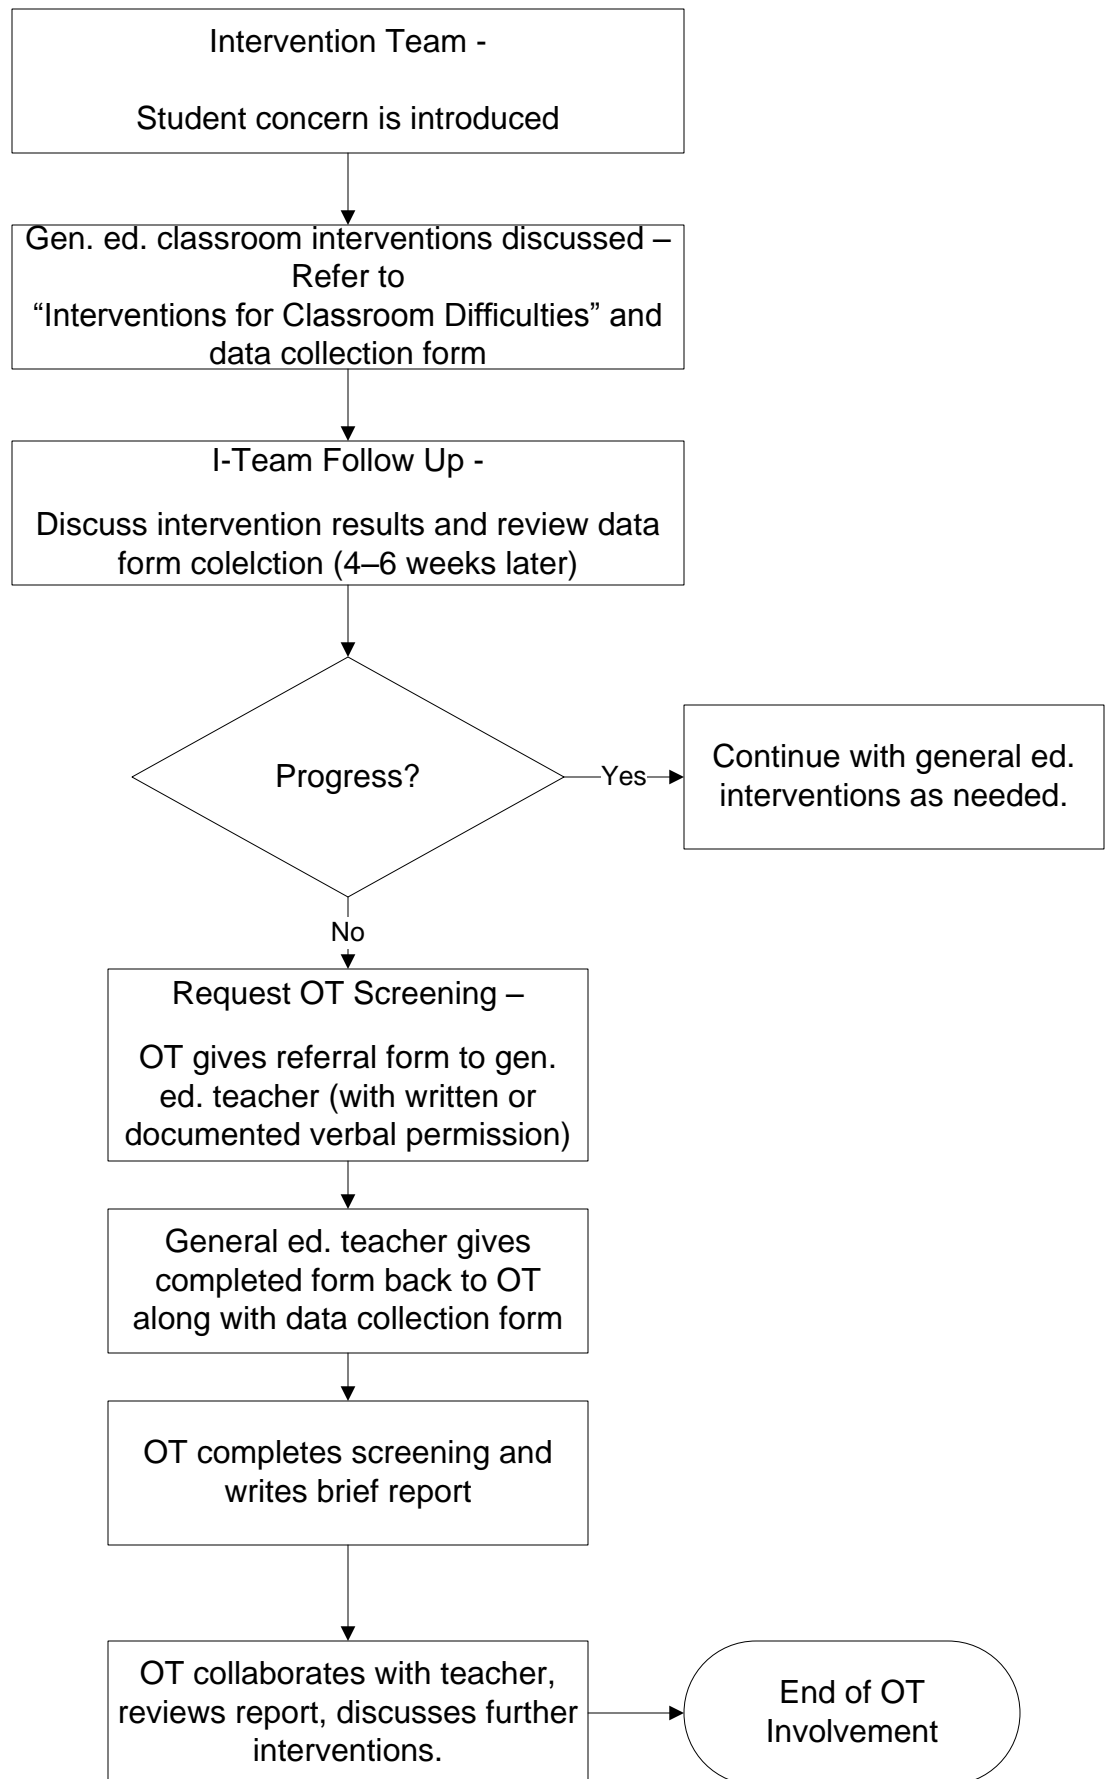 Intervention Team -
Student concern is introduced
Gen. ed. classroom interventions discussed –
Refer to
“Interventions for Classroom Difficulties” and
data collection form
I-Team Follow Up -
Discuss intervention results and review data
form colelction (4–6 weeks later)
Progress?
Yes
Continue with general ed.
interventions as needed.
No
Request OT Screening –
OT gives referral form to gen.
ed. teacher (with written or
documented verbal permission)
General ed. teacher gives
completed form back to OT
along with data collection form
OT completes screening and
writes brief report
OT collaborates with teacher,
reviews report, discusses further
interventions.
End of OT
Involvement